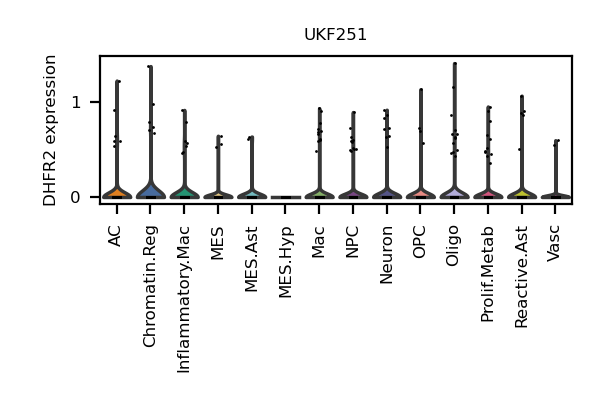 UKF251
DHFR2 expression
1
0
AC
Chromatin.Reg
Inflammatory.Mac
MES
MES.Ast
MES.Hyp
Mac
NPC
Neuron
OPC
Oligo
Prolif.Metab
Reactive.Ast
Vasc